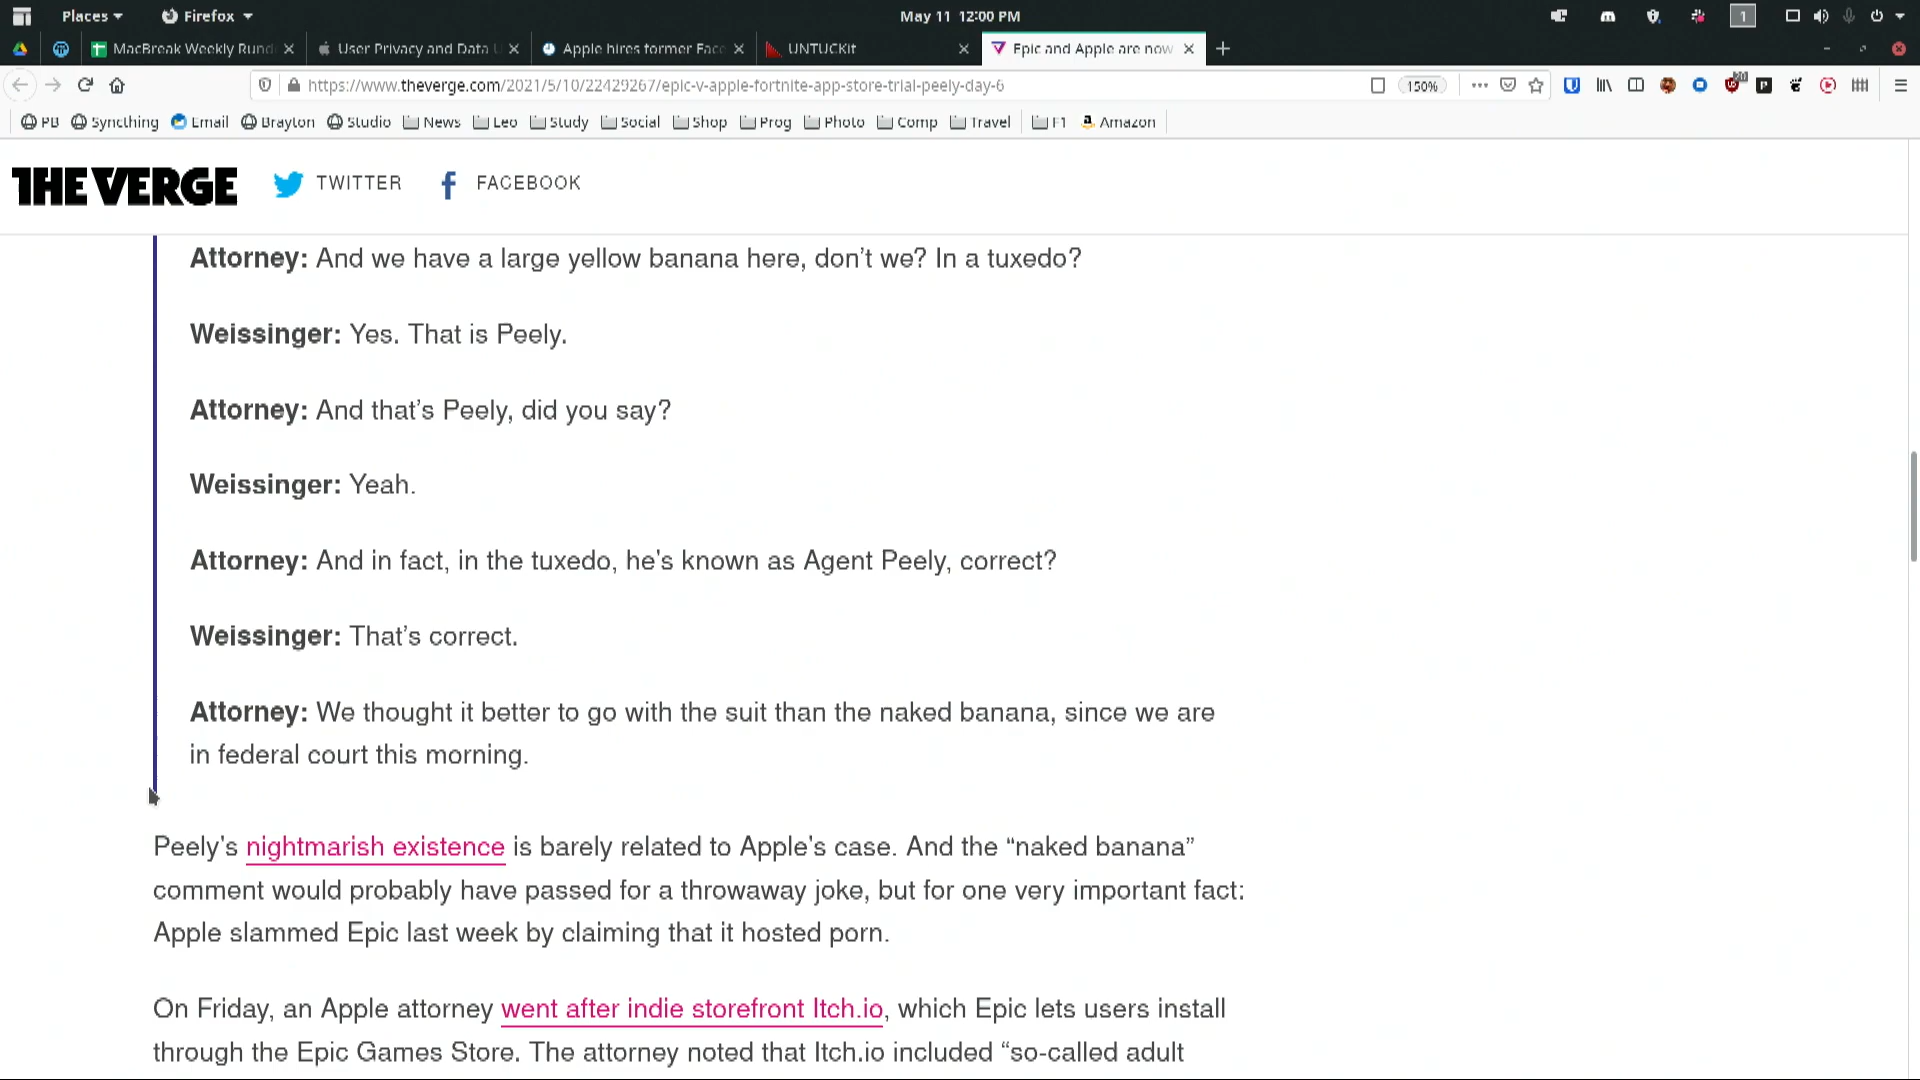 Places
Firefox
May 11 12:00 PM
1
MacBreak Weekly Rund
User Privacy and Data U
Apple hires former Face
UNTUCKit
Epic and Apple are now
https://www.theverge.com/2021/5/10/22429267/epic-v-apple-fortnite-app-store-trial-peely-day-6
150%
PB
Syncthing
Email
Brayton
Studio
News
Leo
Study
Social
Shop
Prog
Photo
Comp
Travel
F1
Amazon
THE VERGE
TWITTER
FACEBOOK
Attorney: And we have a large yellow banana here, don’t we? In a tuxedo?
Weissinger: Yes. That is Peely.
Attorney: And that’s Peely, did you say?
Weissinger: Yeah.
Attorney: And in fact, in the tuxedo, he's known as Agent Peely, correct?
Weissinger: That’s correct.
Attorney: We thought it better to go with the suit than the naked banana, since we are
in federal court this morning.
Peely's nightmarish existence is barely related to Apple's case. And the “naked banana”
comment would probably have passed for a throwaway joke, but for one very important fact:
Apple slammed Epic last week by claiming that it hosted porn.
On Friday, an Apple attorney went after indie storefront Itch.io, which Epic lets users install
through the Epic Games Store. The attorney noted that Itch.io included “so-called adult